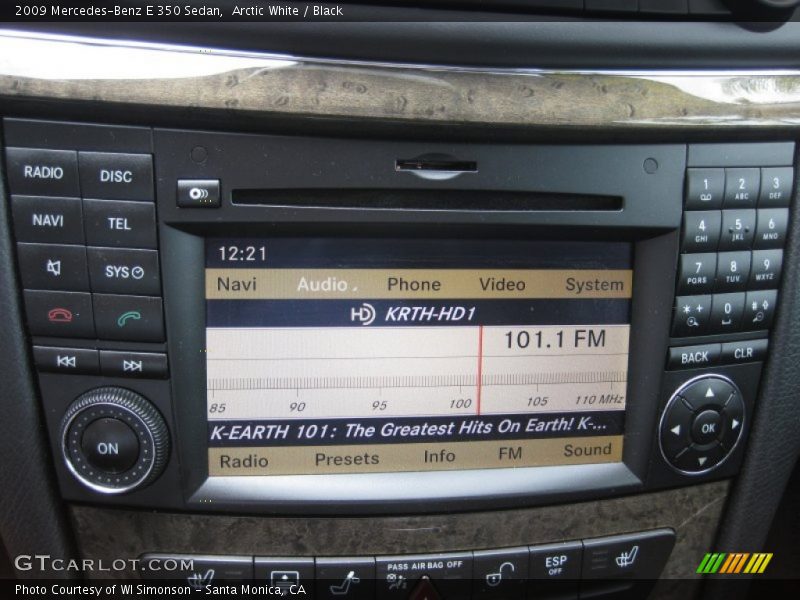 2009 Mercedes-Benz E 350 Sedan, Arctic White / Black
RADIO DISC
NAVI TEL
SYS
ON
12:21
Navi Audio Phone Video System
HD KRTH-HD1
101.1 FM
85 90 95 100 105 110 MHz
K-EARTH 101: The Greatest Hits On Earth! K-...
Radio Presets Info FM Sound
1 2 ABC 3 DEF
4 GHI 5 JKL 6 MNO
7 PQRS 8 TUV 9 WXYZ
* + 0 #
BACK CLR
OK
PASS AIR BAG OFF
ESP OFF
GTCARLOT.COM
Photo Courtesy of WI Simonson - Santa Monica, CA